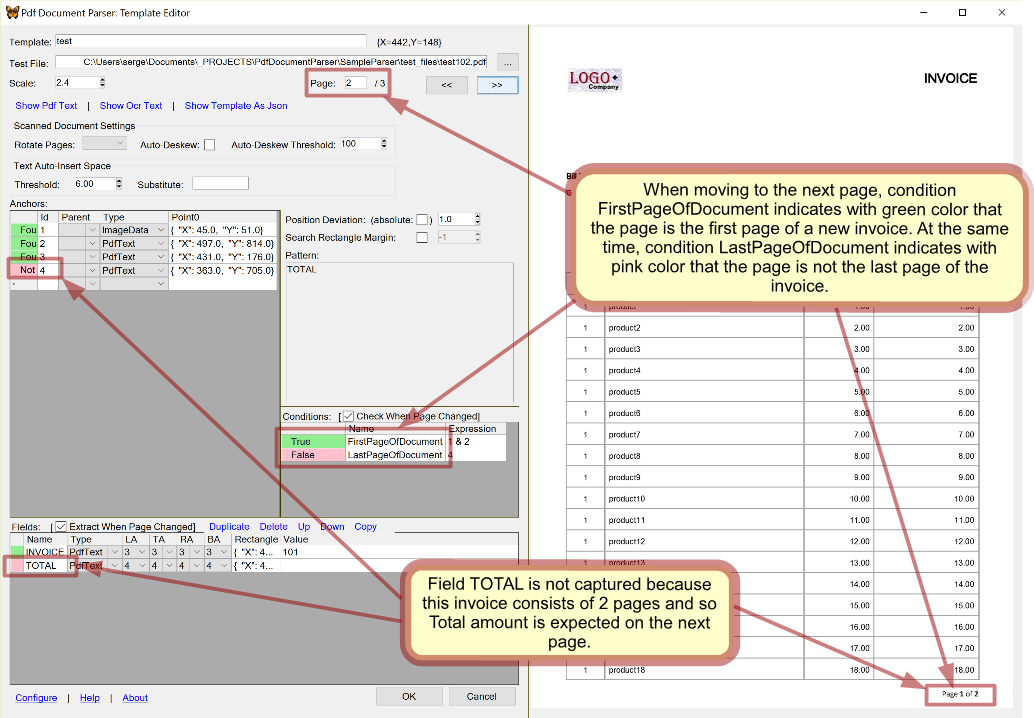 Pdf Document Parser: Template Editor
Template: test {X=442,Y=148}
Test File: C:\Users\serge\Documents\_PROJECTS\PdfDocumentParser\SampleParser\test_files\test102.pdf ...
Scale: 2.4 Page: 2 / 3 << >>
Show Pdf Text | Show Ocr Text | Show Template As Json
Scanned Document Settings
Rotate Pages: Auto-Deskew: Auto-Deskew Threshold: 100
Text Auto-Insert Space
Threshold: 6.00 Substitute:
Anchors:
Id Parent Type Point0
Fou 1 ImageData { "X": 45.0, "Y": 51.0}
Fou 2 PdfText { "X": 497.0, "Y": 814.0}
Fou 3 PdfText { "X": 431.0, "Y": 176.0}
Not 4 PdfText { "X": 363.0, "Y": 705.0}
Position Deviation: (absolute: ) 1.0
Search Rectangle Margin: -1
Pattern:
TOTAL
Conditions: [ Check When Page Changed]
Name Expression
True FirstPageOfDocument 1 & 2
False LastPageOfDocument 4
Fields: [ Extract When Page Changed] Duplicate Delete Up Down Copy
Name Type LA TA RA BA Rectangle Value
INVOICE PdfText 3 3 3 3 { "X": 4... 101
TOTAL PdfText 4 4 4 4 { "X": 4...
Configure | Help | About OK Cancel
LOGO
Company
INVOICE
Bill
When moving to the next page, condition
FirstPageOfDocument indicates with green color that
the page is the first page of a new invoice. At the same
time, condition LastPageOfDocument indicates with
pink color that the page is not the last page of the
invoice.
1 product2 2.00 2.00
1 product3 3.00 3.00
1 product4 4.00 4.00
1 product5 5.00 5.00
1 product6 6.00 6.00
1 product7 7.00 7.00
1 product8 8.00 8.00
1 product9 9.00 9.00
1 product10 10.00 10.00
1 product11 11.00 11.00
1 product12 12.00 12.00
1 product13 13.00 13.00
14.00 14.00
15.00 15.00
16.00 16.00
17.00 17.00
1 product18 18.00 18.00
Field TOTAL is not captured because
this invoice consists of 2 pages and so
Total amount is expected on the next
page.
Page 1 of 2